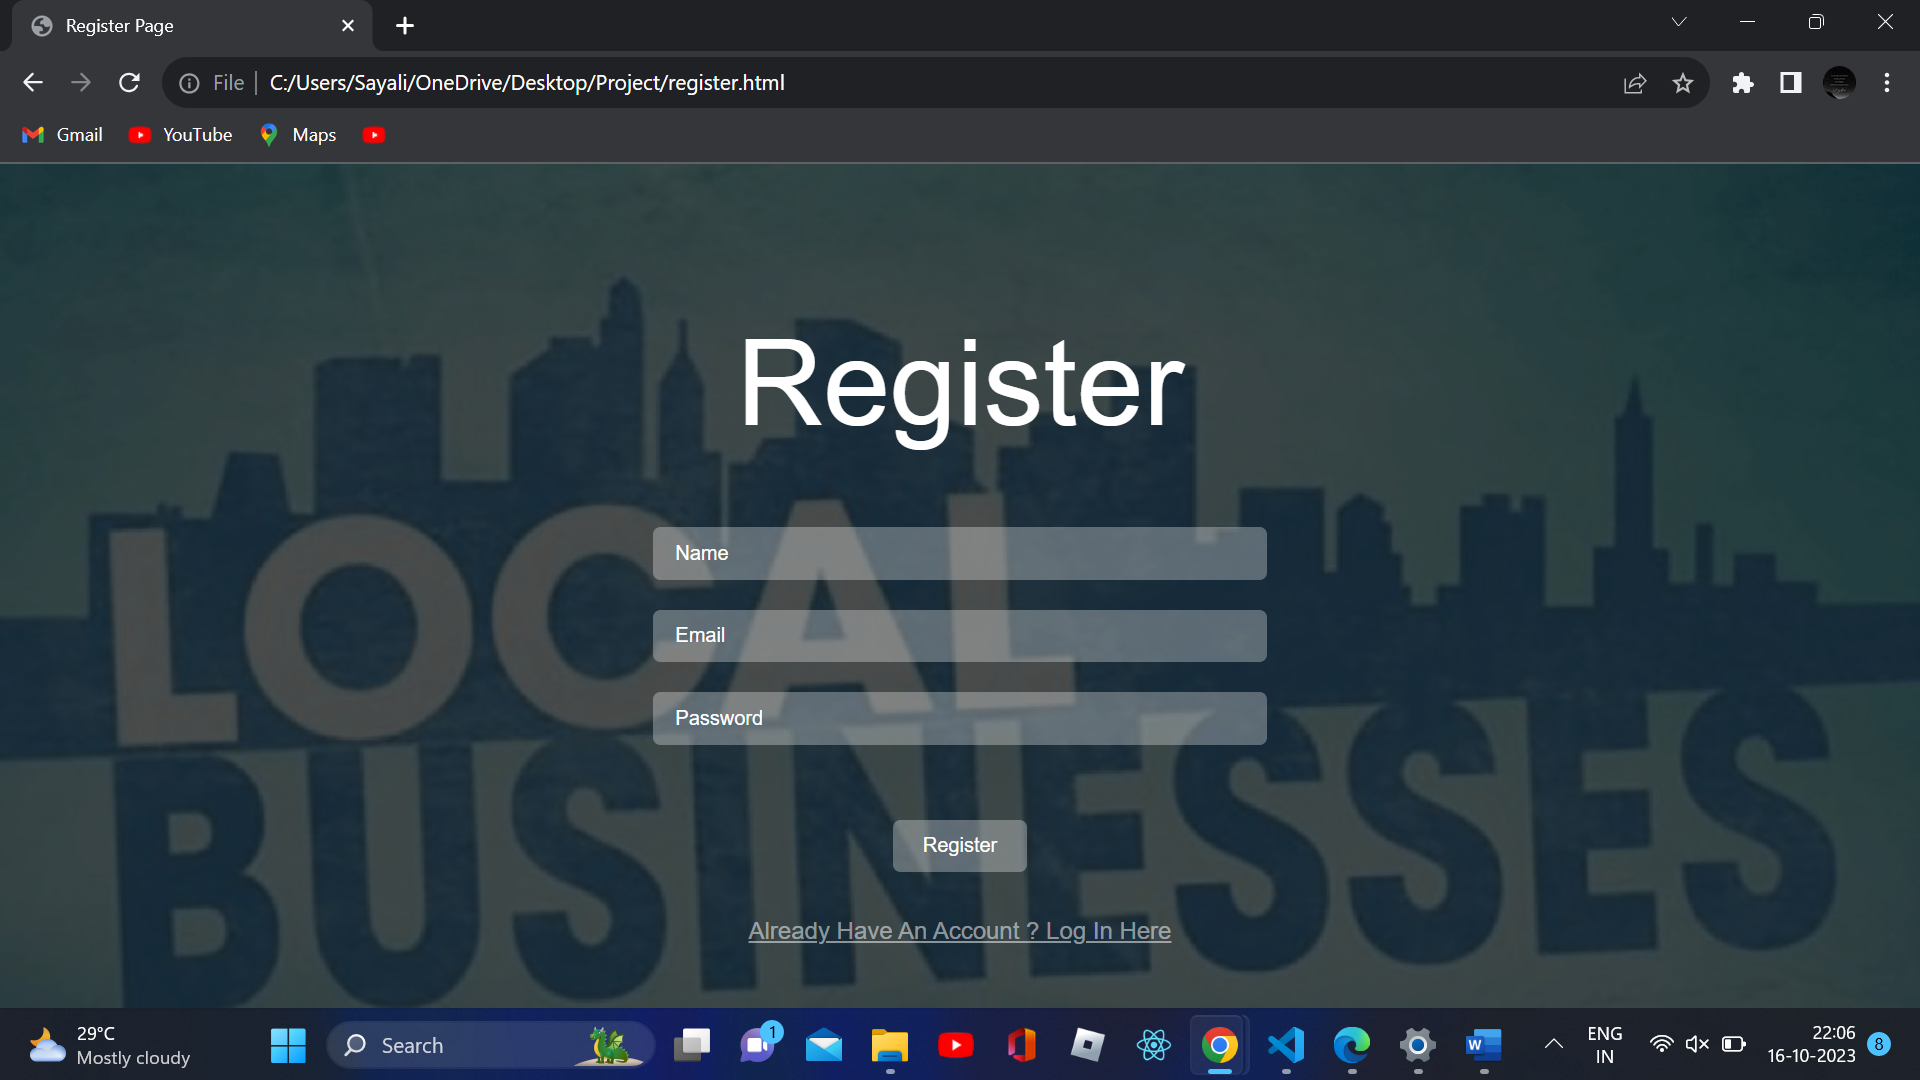 Register Page
File
C:/Users/Sayali/OneDrive/Desktop/Project/register.html
Gmail
YouTube
Maps
Register
LOCAL
BUSINESSES
Name
Email
Password
Register
Already Have An Account ? Log In Here
29°C
Mostly cloudy
Search
1
W
ENG
IN
22:06
16-10-2023
8